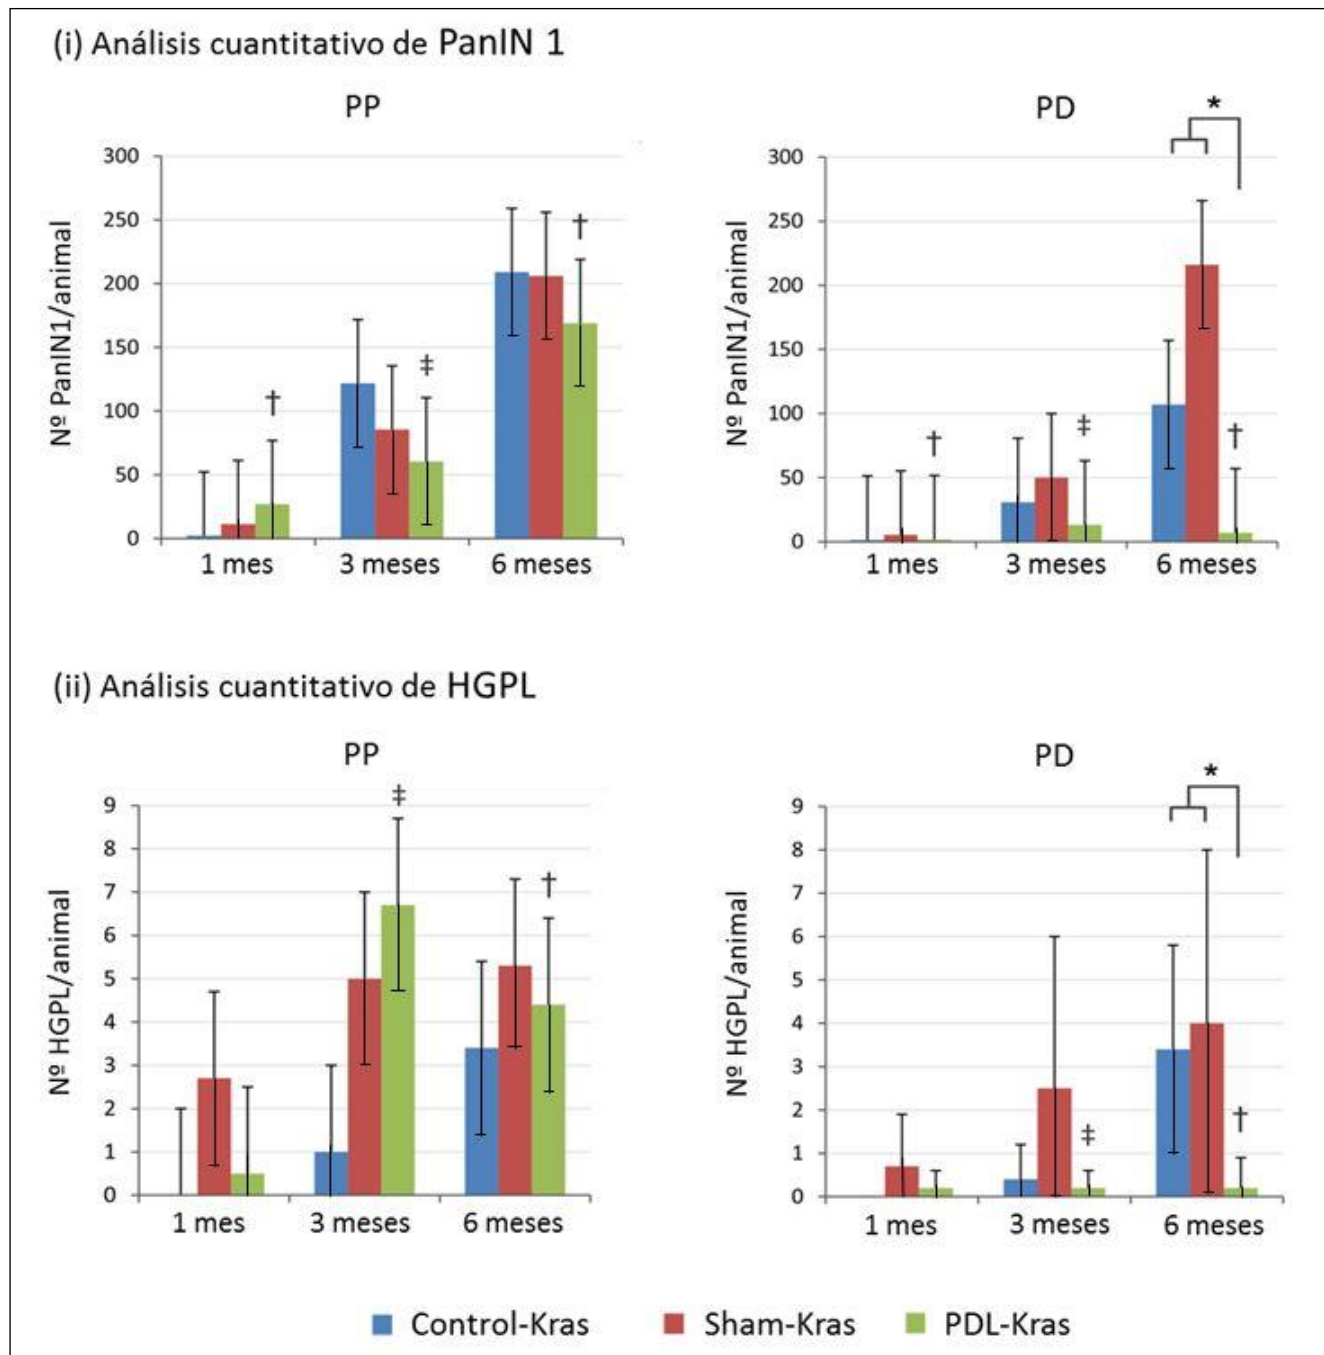 (i) Análisis cuantitativo de PanIN 1
PP
Nº PanIN1/animal
300
250
200
150
100
50
0
†
‡
†
1 mes
3 meses
6 meses
PD
*
Nº PanIN1/animal
300
250
200
150
100
50
0
†
‡
†
1 mes
3 meses
6 meses
(ii) Análisis cuantitativo de HGPL
PP
Nº HGPL/animal
9
8
7
6
5
4
3
2
1
0
‡
†
1 mes
3 meses
6 meses
PD
*
Nº HGPL/animal
9
8
7
6
5
4
3
2
1
0
‡
†
1 mes
3 meses
6 meses
Control-Kras
Sham-Kras
PDL-Kras